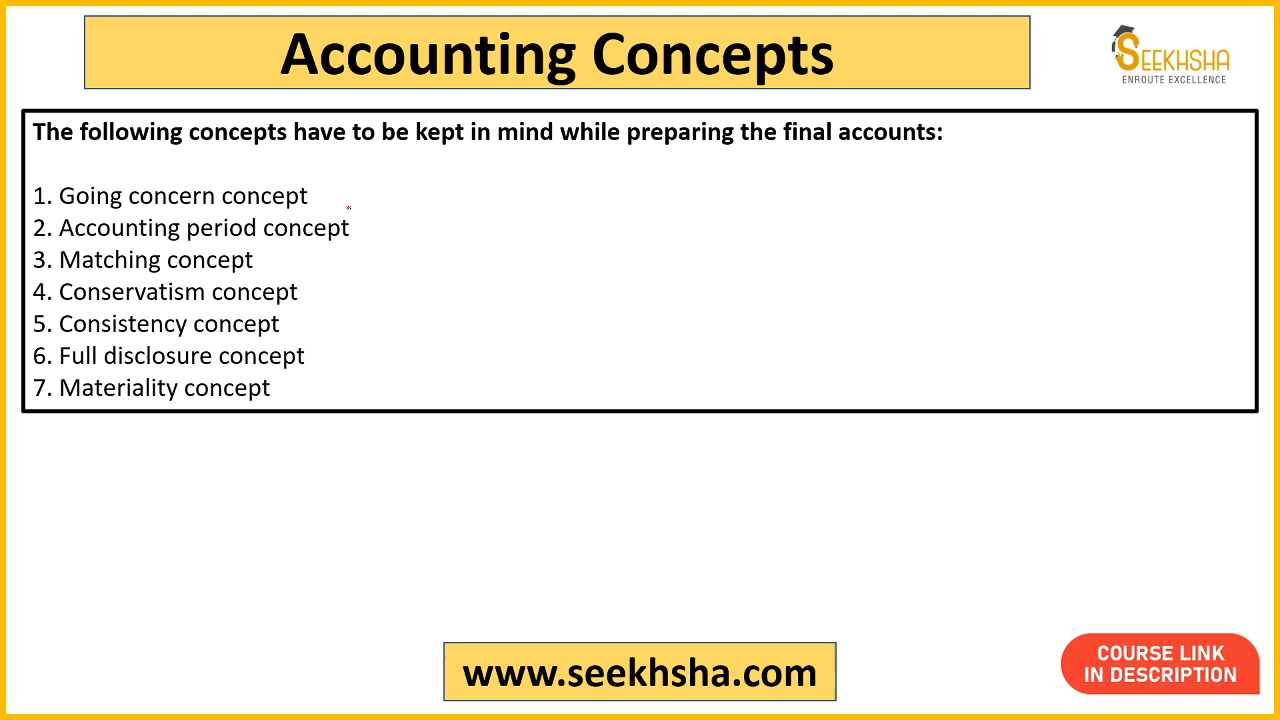 Accounting Concepts
SEEKHSHA
ENROUTE EXCELLENCE
The following concepts have to be kept in mind while preparing the final accounts:
1. Going concern concept
2. Accounting period concept
3. Matching concept
4. Conservatism concept
5. Consistency concept
6. Full disclosure concept
7. Materiality concept
www.seekhsha.com
COURSE LINK
IN DESCRIPTION